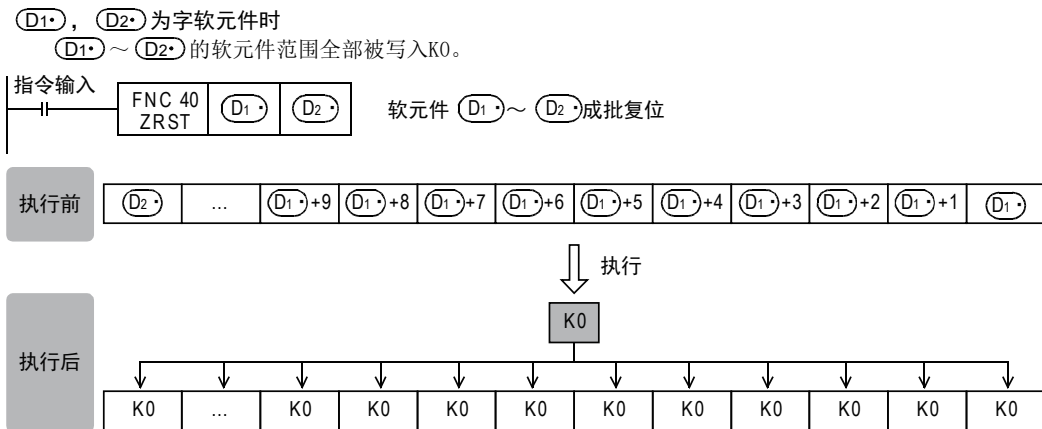 D1•, D2• 为字软元件时
D1•～ D2• 的软元件范围全部被写入K0。
指令输入
FNC 40
ZRST
D1•
D2•
软元件 D1•～ D2•成批复位
执行前
D2• … D1•+9 D1•+8 D1•+7 D1•+6 D1•+5 D1•+4 D1•+3 D1•+2 D1•+1 D1•
执行
K0
执行后
K0 … K0 K0 K0 K0 K0 K0 K0 K0 K0 K0